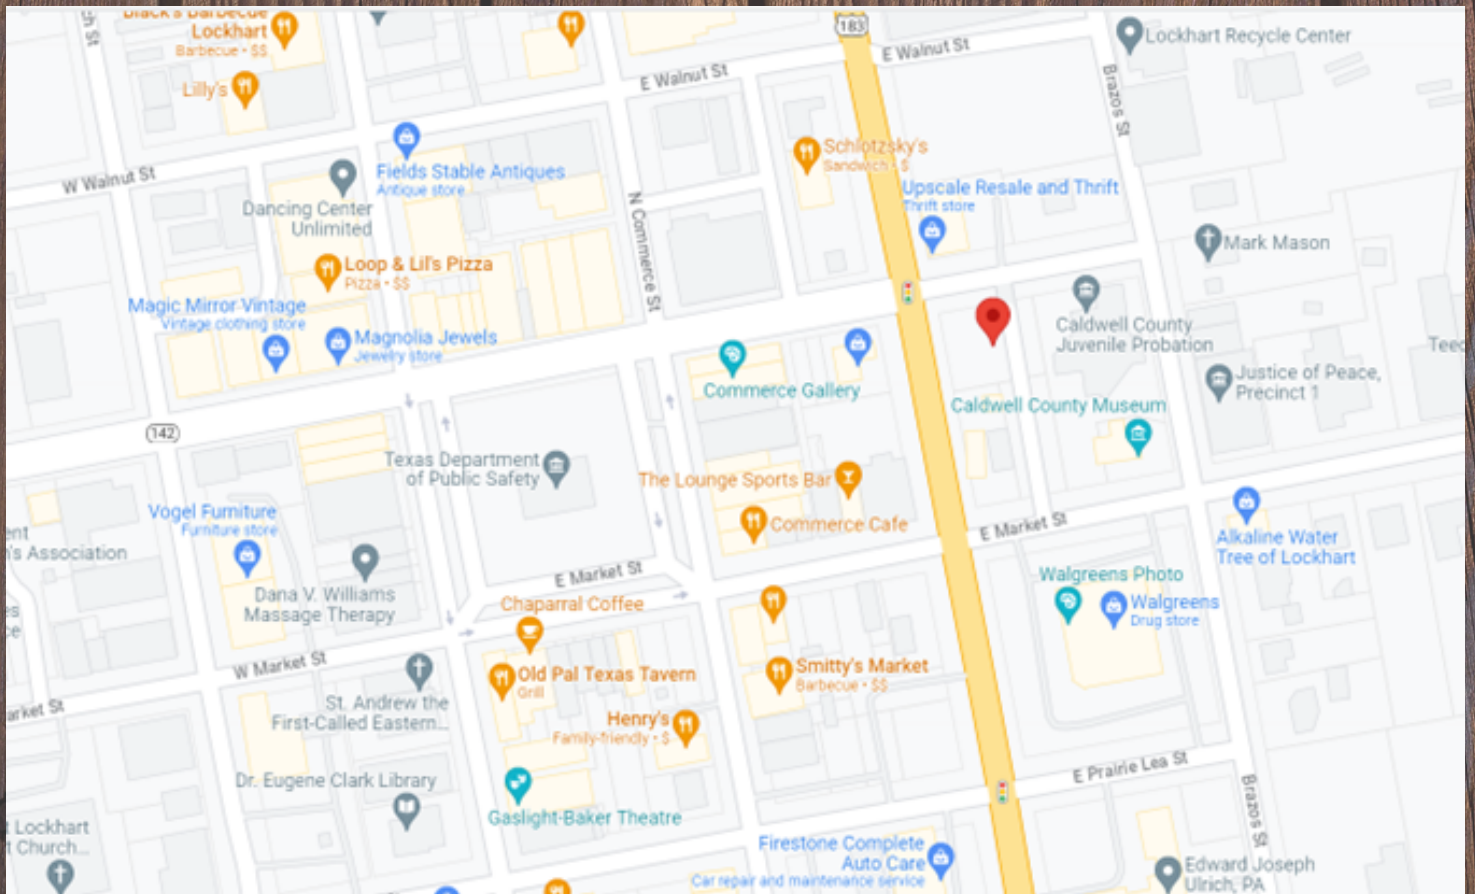 Black's Barbecue
Lockhart
Barbecue • $$
Lilly's
W Walnut St
E Walnut St
183
E Walnut St
Lockhart Recycle Center
Brazos St
Fields Stable Antiques
Antique store
Dancing Center
Unlimited
N Commerce St
Schlotzsky's
Sandwich • $
Upscale Resale and Thrift
Thrift store
Mark Mason
Loop & Lil's Pizza
Pizza • $$
Magic Mirror Vintage
Vintage clothing store
Magnolia Jewels
Jewelry store
Commerce Gallery
Caldwell County
Juvenile Probation
Justice of Peace,
Precinct 1
Caldwell County Museum
142
Texas Department
of Public Safety
The Lounge Sports Bar
Commerce Cafe
E Market St
Vogel Furniture
Furniture store
n's Association
Dana V. Williams
Massage Therapy
E Market St
Chaparral Coffee
Alkaline Water
Tree of Lockhart
Walgreens Photo
Walgreens
Drug store
W Market St
arket St
St. Andrew the
First-Called Eastern...
Old Pal Texas Tavern
Grill
Henry's
Family-friendly • $
Smitty's Market
Barbecue • $$
Dr. Eugene Clark Library
Gaslight-Baker Theatre
E Prairie Lea St
Brazos St
t Lockhart
t Church...
Firestone Complete
Auto Care
Car repair and maintenance service
Edward Joseph
Ulrich, PA